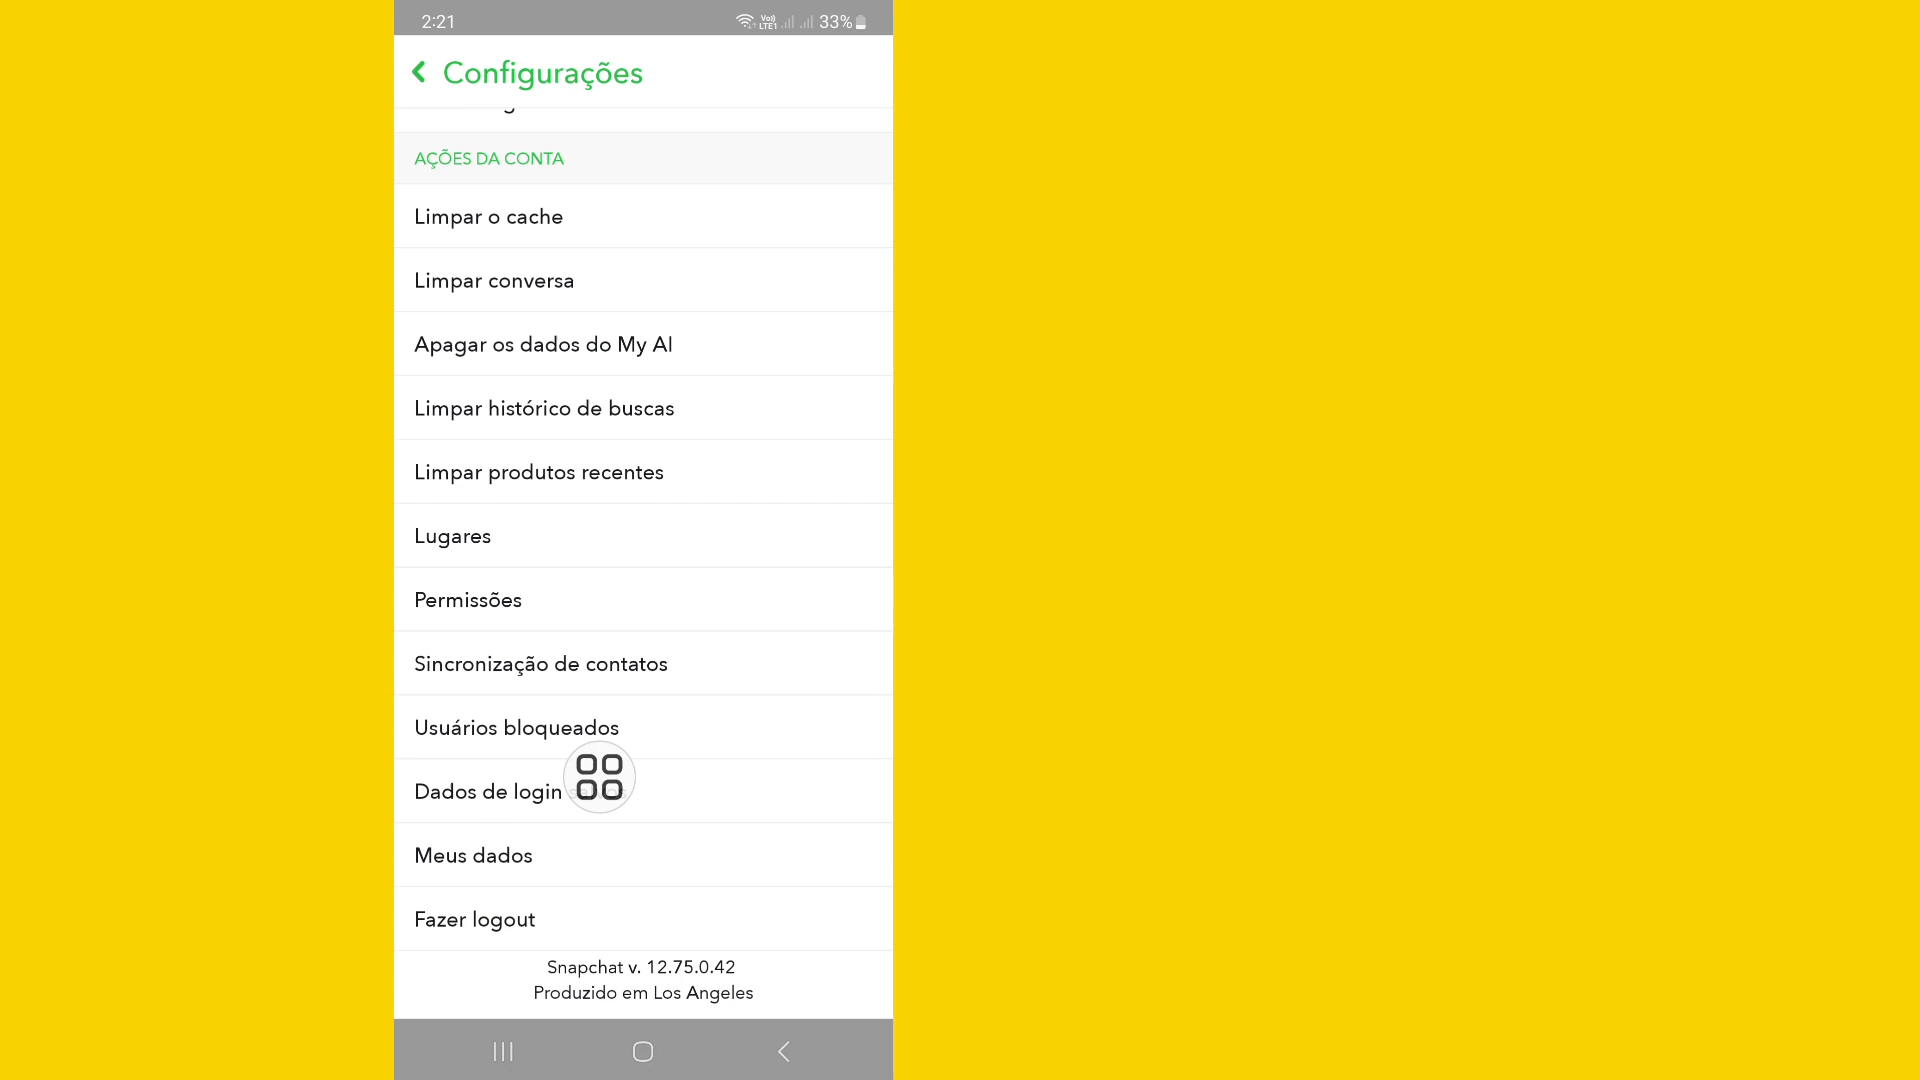 2:21
Vo))
LTE1
33%
Configurações
AÇÕES DA CONTA
Limpar o cache
Limpar conversa
Apagar os dados do My AI
Limpar histórico de buscas
Limpar produtos recentes
Lugares
Permissões
Sincronização de contatos
Usuários bloqueados
Dados de login
Meus dados
Fazer logout
Snapchat v. 12.75.0.42
Produzido em Los Angeles